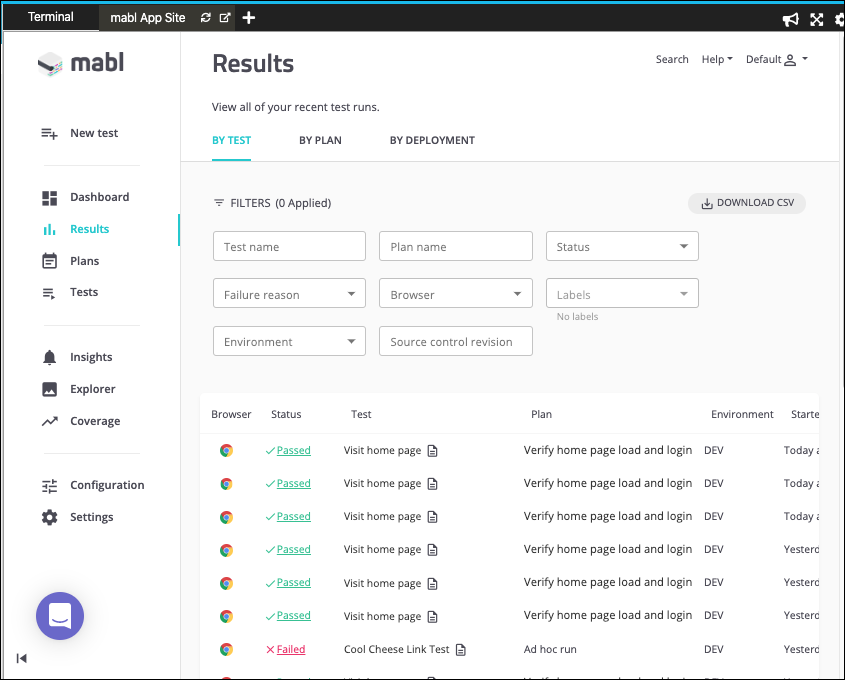 Terminal
mabl App Site
mabl
Results
Search Help Default
View all of your recent test runs.
BY TEST BY PLAN BY DEPLOYMENT
New test
Dashboard
Results
Plans
Tests
Insights
Explorer
Coverage
Configuration
Settings
FILTERS (0 Applied)
DOWNLOAD CSV
Test name Plan name Status
Failure reason Browser Labels
No labels
Environment Source control revision
Browser Status Test Plan Environment Starte
Passed Visit home page Verify home page load and login DEV Today a
Passed Visit home page Verify home page load and login DEV Today a
Passed Visit home page Verify home page load and login DEV Today a
Passed Visit home page Verify home page load and login DEV Yesterd
Passed Visit home page Verify home page load and login DEV Yesterd
Passed Visit home page Verify home page load and login DEV Yesterd
Failed Cool Cheese Link Test Ad hoc run DEV Yesterd